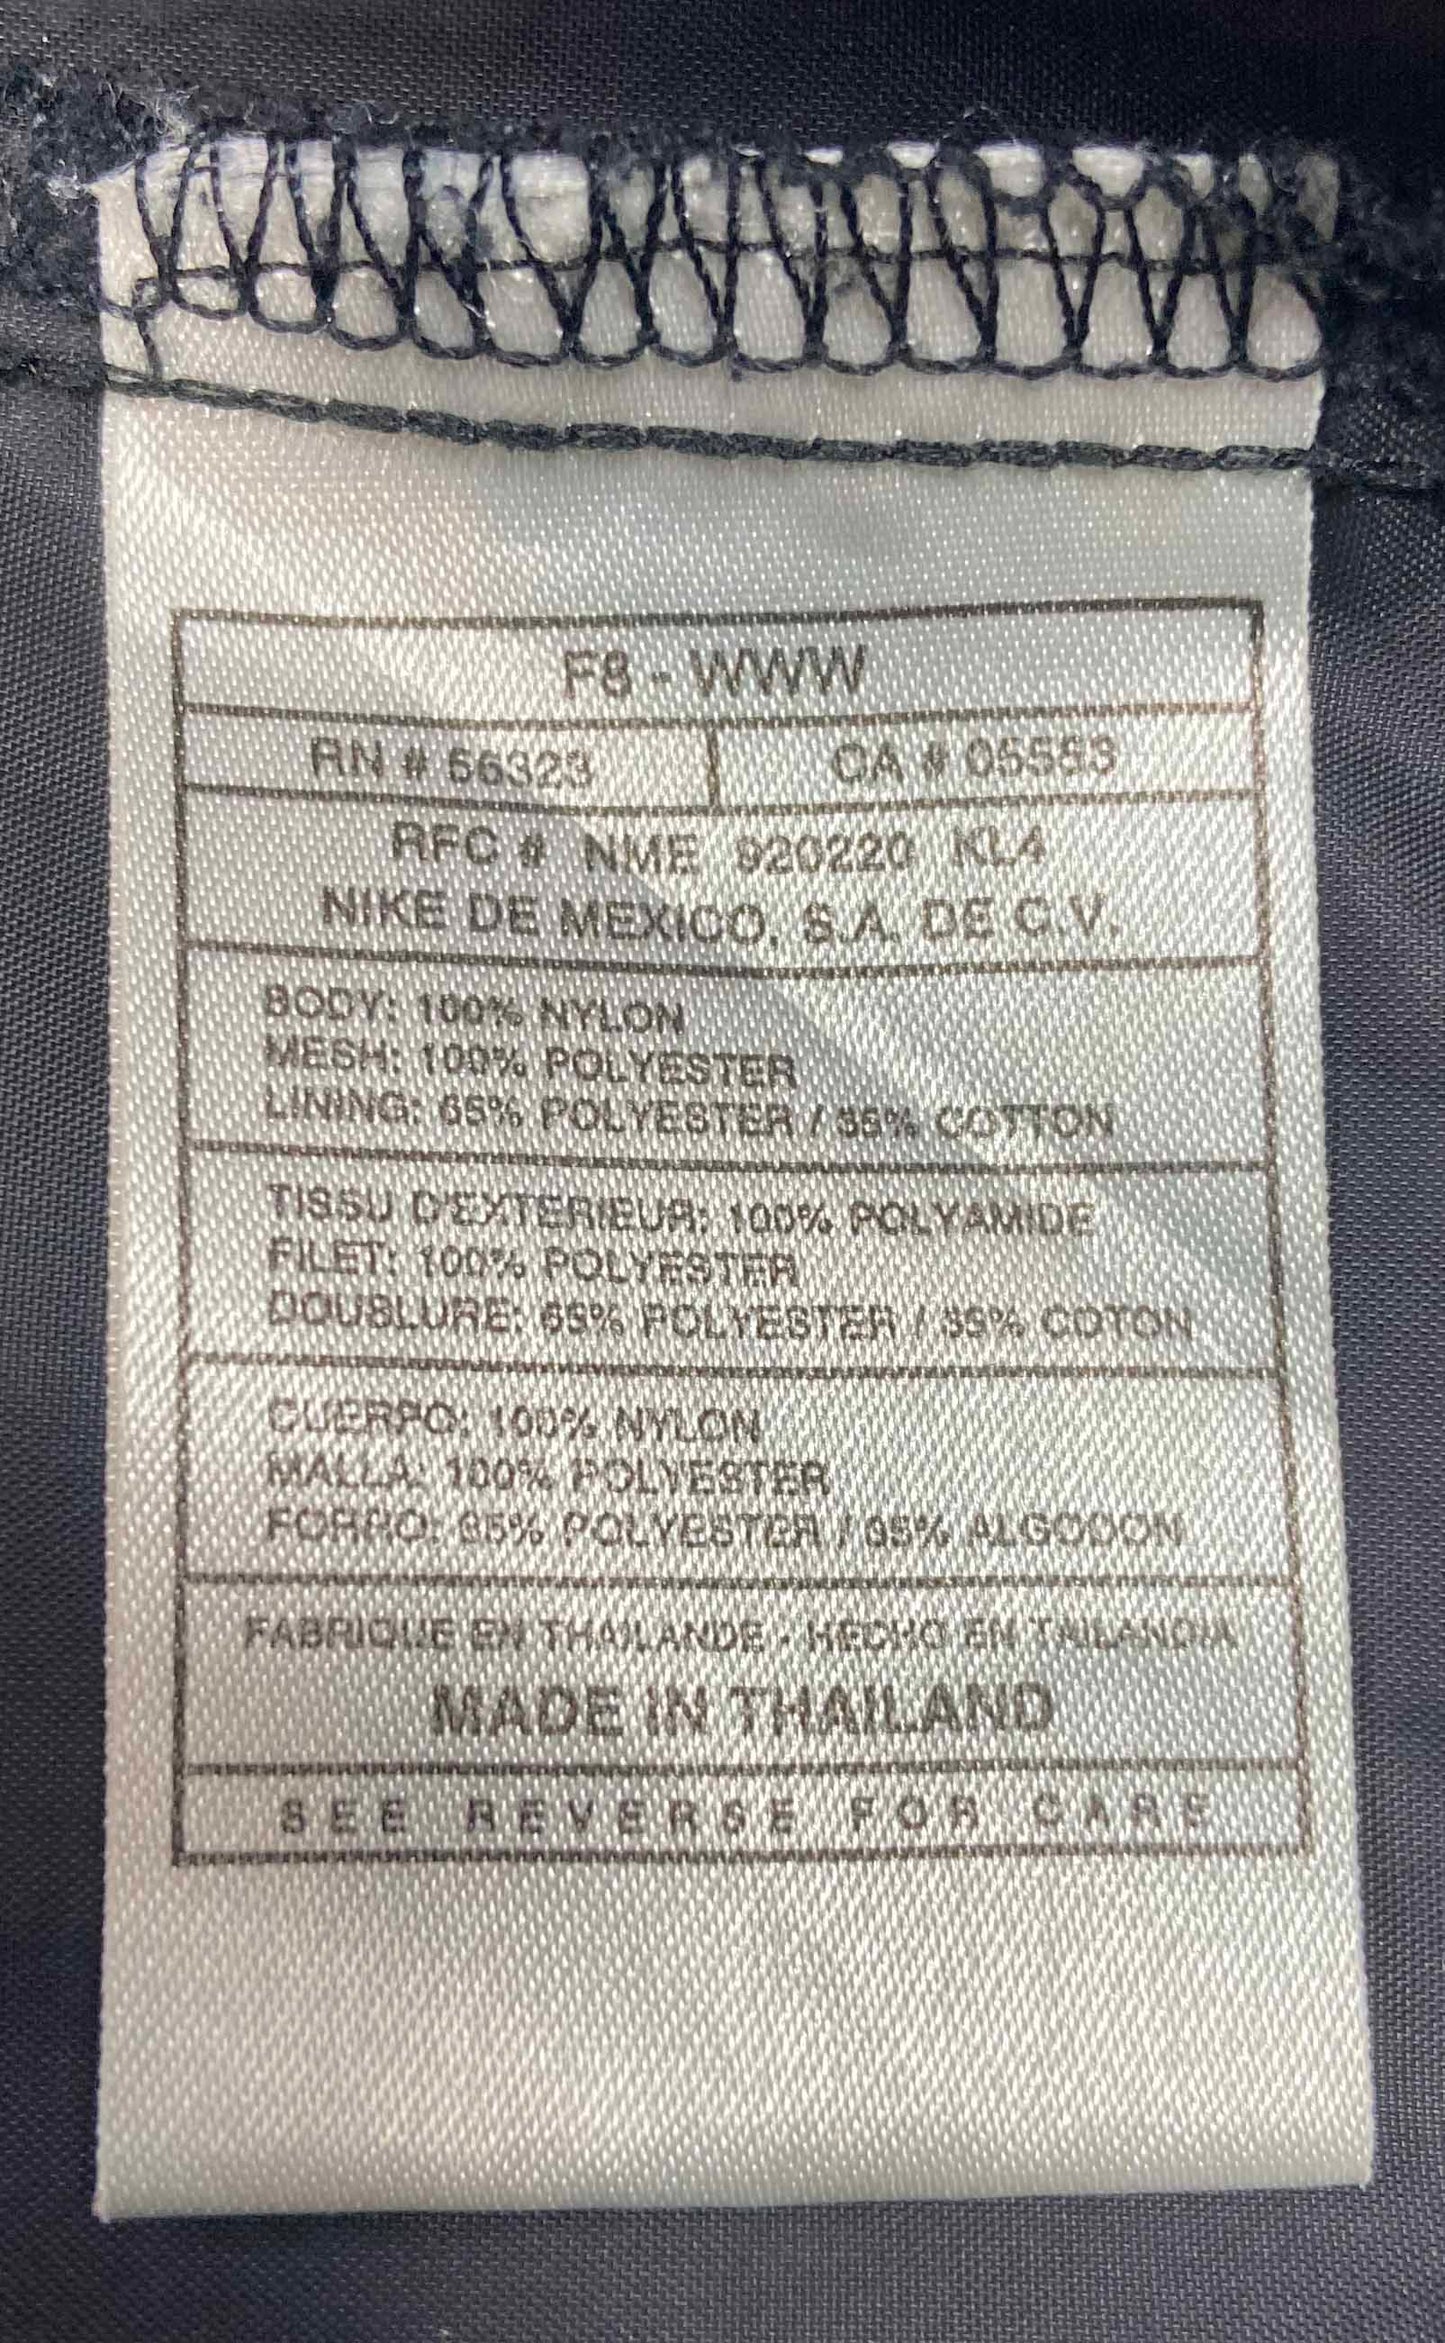 F8 - WWW
RN # 56323 CA # 05553
RFC # NME 920220 KL4
NIKE DE MEXICO, S.A. DE C.V.
BODY: 100% NYLON
MESH: 100% POLYESTER
LINING: 65% POLYESTER / 35% COTTON
TISSU D'EXTERIEUR: 100% POLYAMIDE
FILET: 100% POLYESTER
DOUBLURE: 65% POLYESTER / 35% COTON
CUERPO: 100% NYLON
MALLA: 100% POLYESTER
FORRO: 65% POLYESTER / 35% ALGODON
FABRIQUE EN THAILANDE - HECHO EN TAILANDIA
MADE IN THAILAND
SEE REVERSE FOR CARE